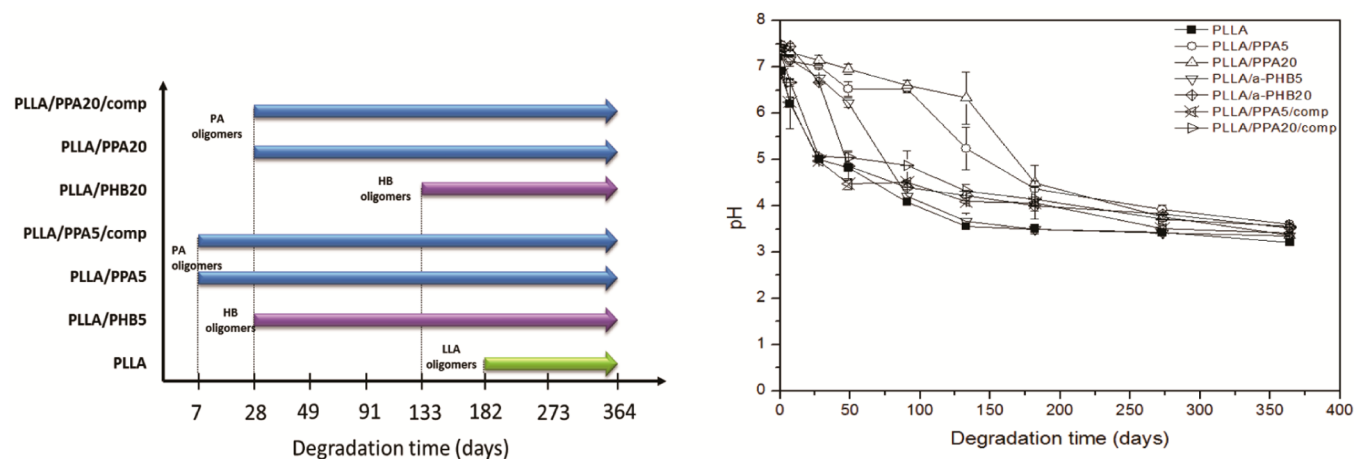 PLLA/PPA20/comp
PA
oligomers
PLLA/PPA20
PLLA/PHB20
HB
oligomers
PLLA/PPA5/comp
PA
oligomers
PLLA/PPA5
PLLA/PHB5
HB
oligomers
PLLA
LLA
oligomers
7 28 49 91 133 182 273 364
Degradation time (days)
8
7
6
5
4
3
2
1
0
pH
PLLA
PLLA/PPA5
PLLA/PPA20
PLLA/a-PHB5
PLLA/a-PHB20
PLLA/PPA5/comp
PLLA/PPA20/comp
0 50 100 150 200 250 300 350 400
Degradation time (days)